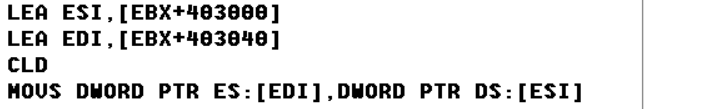 LEA ESI,[EBX+403000]
LEA EDI,[EBX+403040]
CLD
MOVS DWORD PTR ES:[EDI],DWORD PTR DS:[ESI]